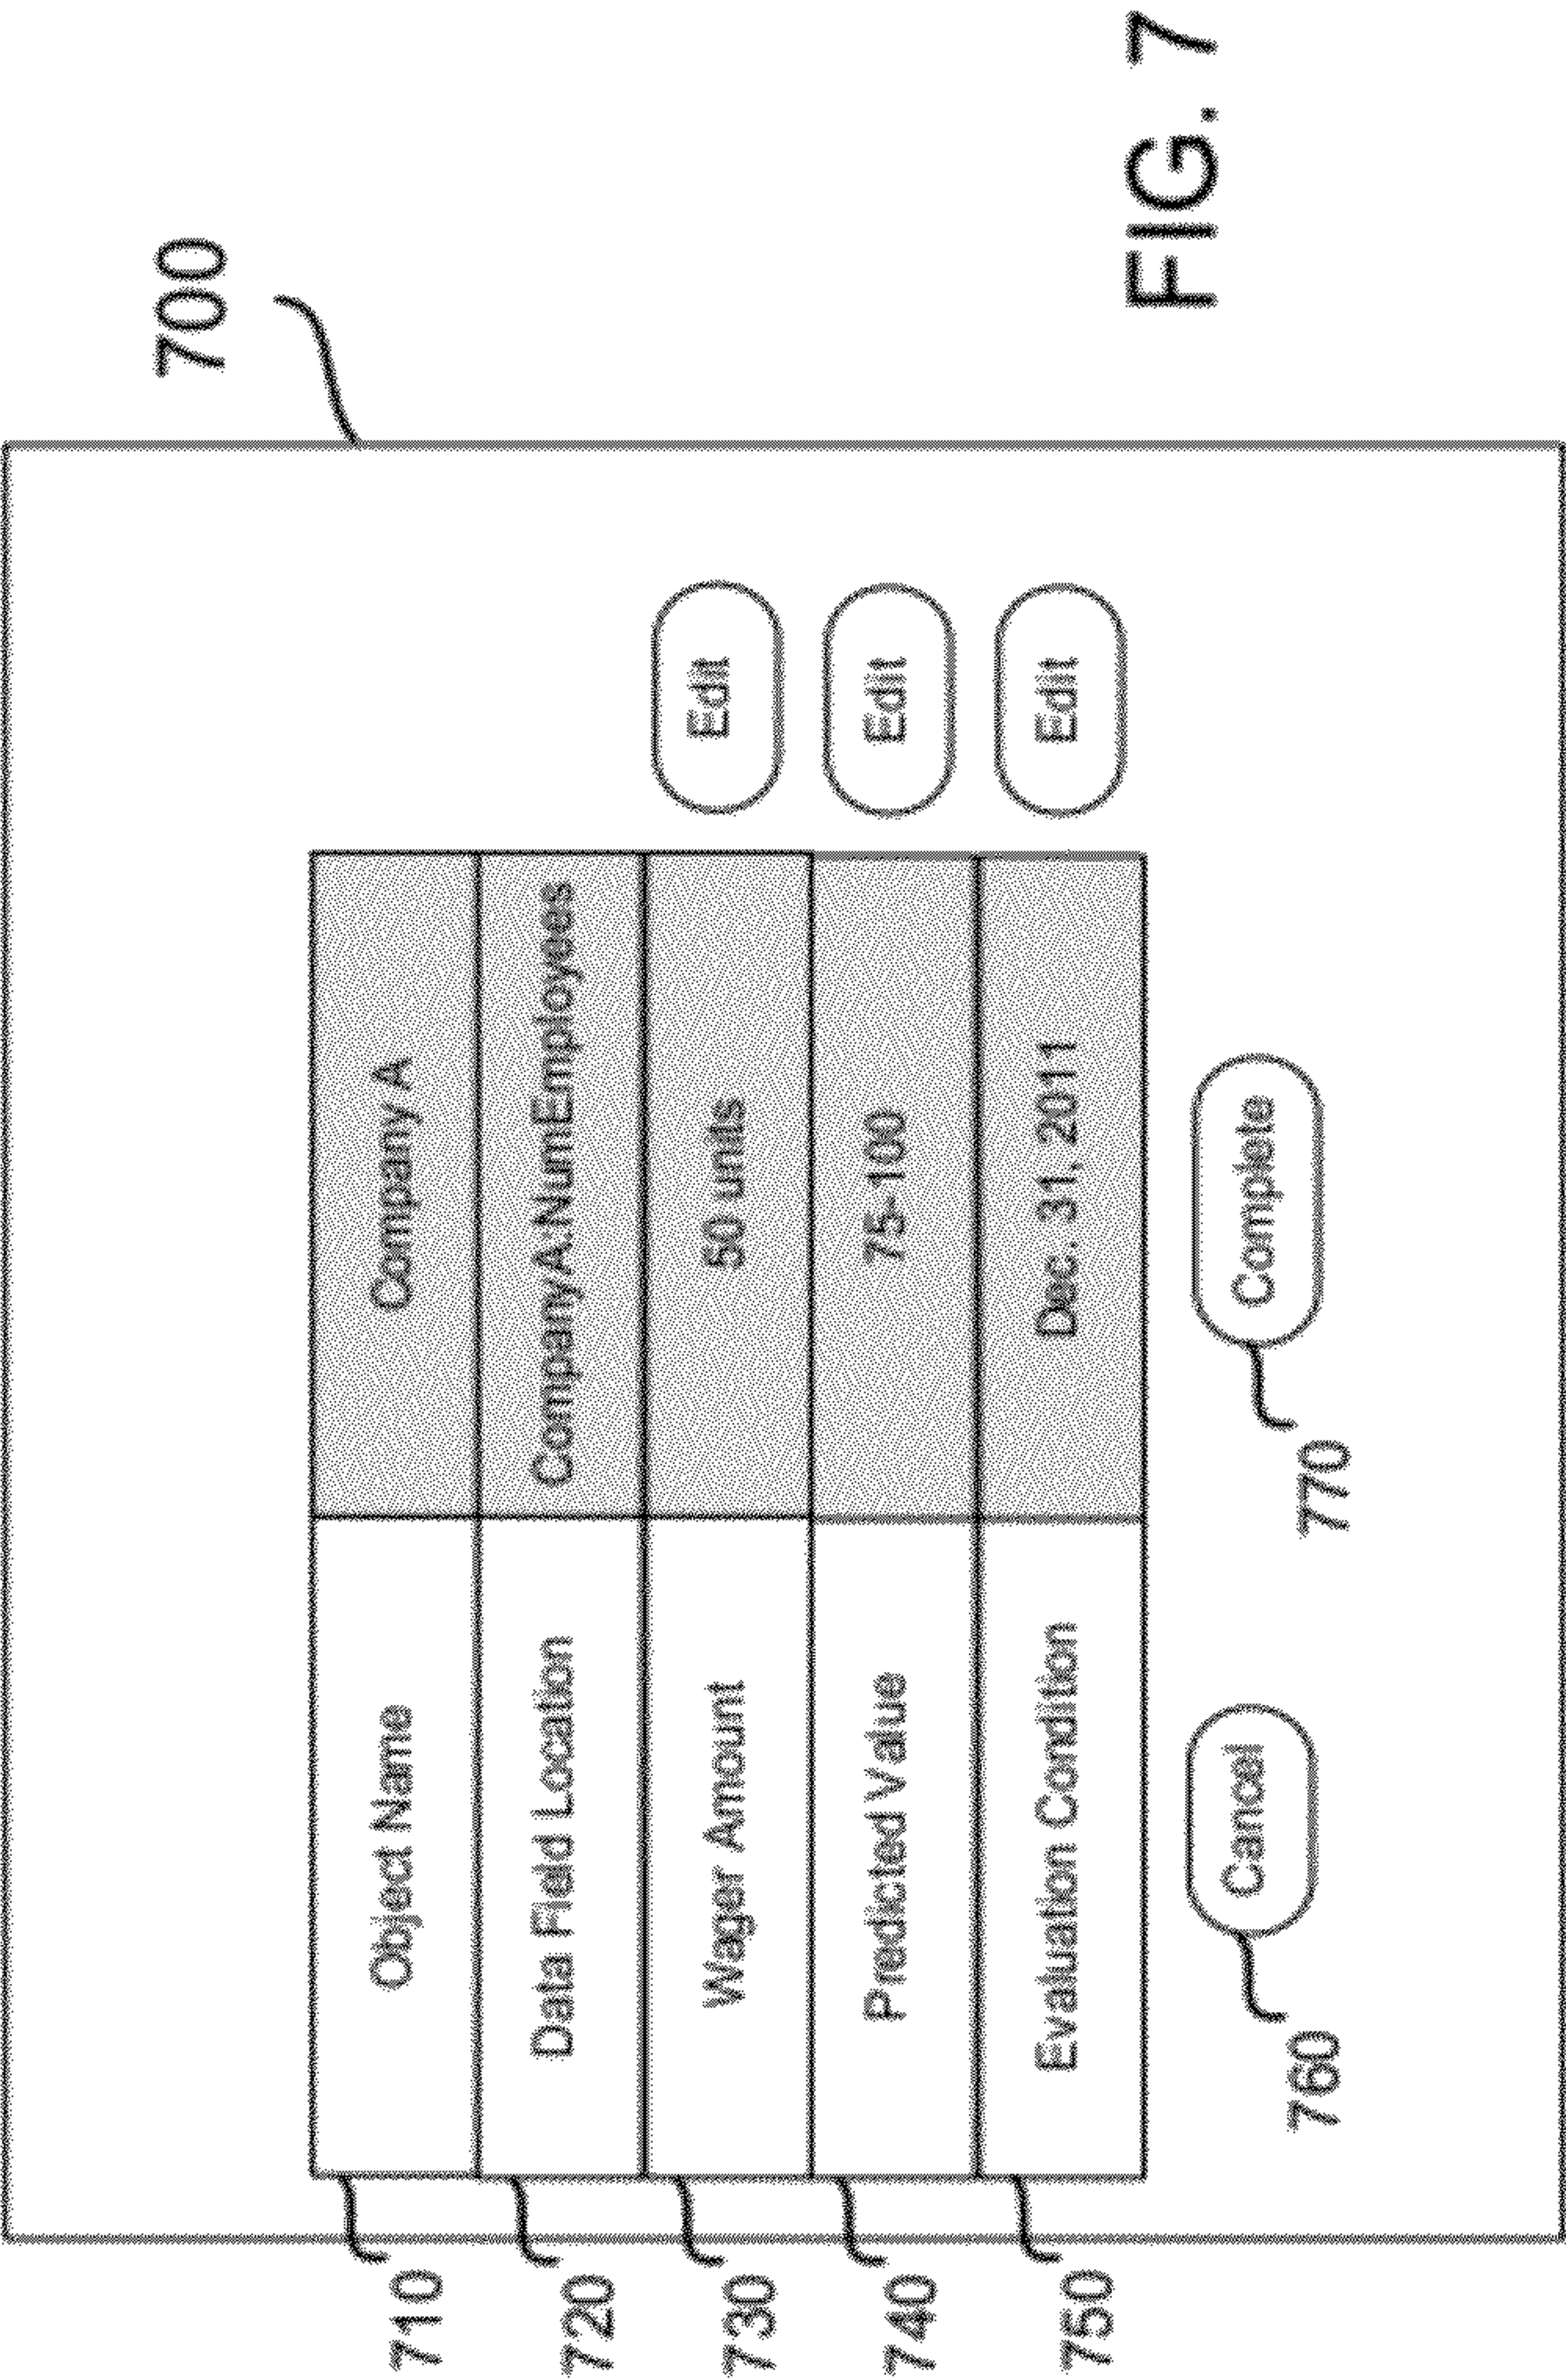 700
710 Object Name Company A
720 Data Field Location CompanyA.NumEmployees
730 Wager Amount 50 units Edit
740 Predicted Value 75-100 Edit
750 Evaluation Condition Dec. 31, 2011 Edit
Cancel Complete
760 770
FIG. 7